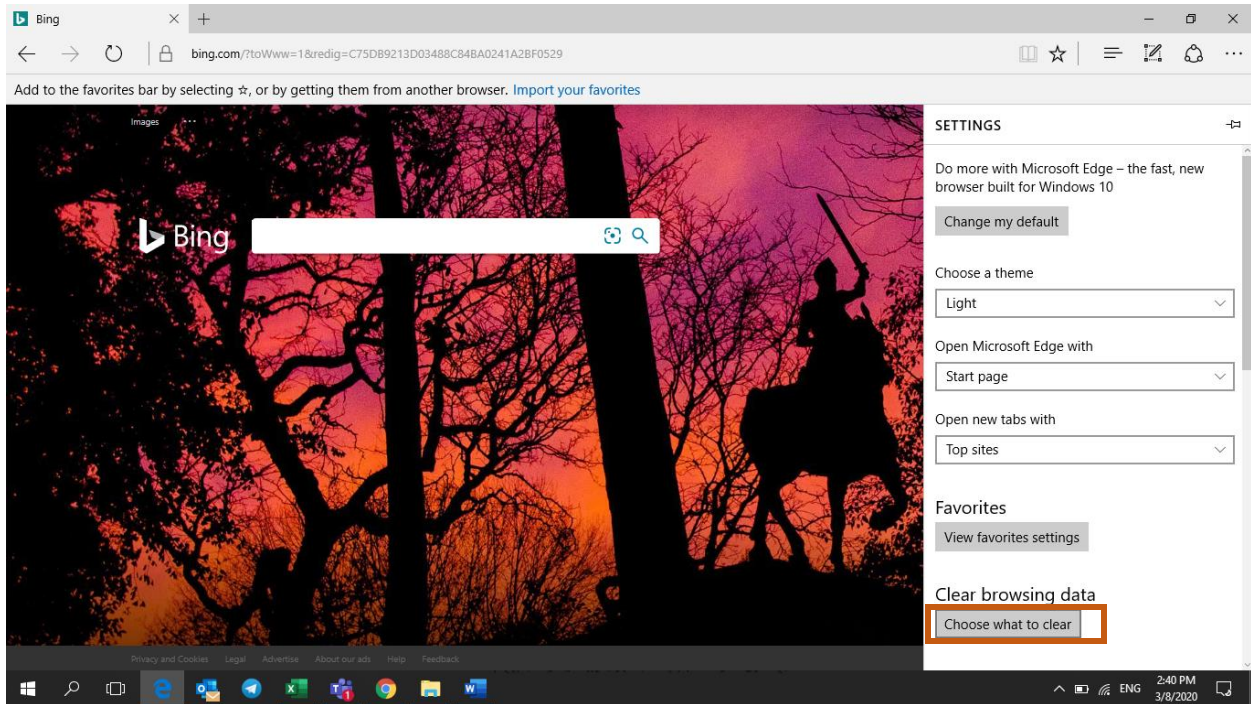 Bing
bing.com/?toWww=1&redig=C75DB9213D03488C84BA0241A2BF0529
Add to the favorites bar by selecting ☆, or by getting them from another browser. Import your favorites
Images ...
Bing
SETTINGS
Do more with Microsoft Edge – the fast, new
browser built for Windows 10
Change my default
Choose a theme
Light
Open Microsoft Edge with
Start page
Open new tabs with
Top sites
Favorites
View favorites settings
Clear browsing data
Choose what to clear
Privacy and Cookies Legal Advertise About our ads Help Feedback
ENG
2:40 PM
3/8/2020